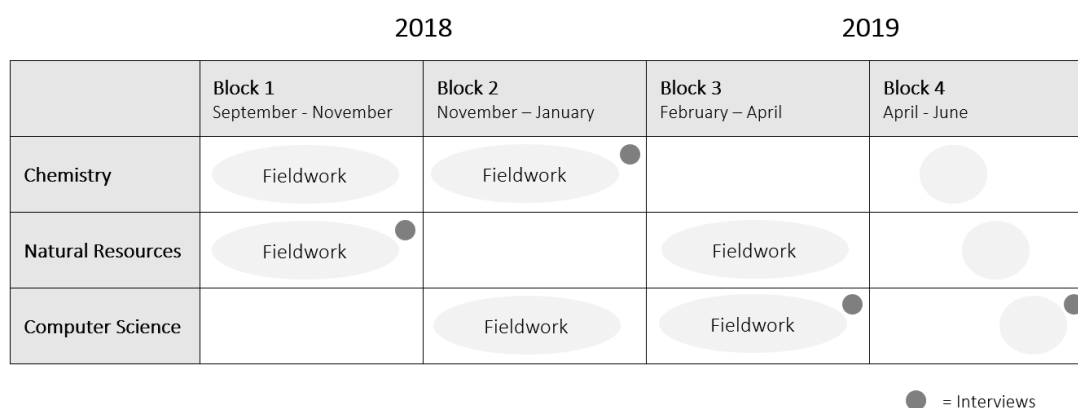 2018
2019
Block 1
September - November
Block 2
November – January
Block 3
February – April
Block 4
April - June
Chemistry
Fieldwork
Fieldwork
Natural Resources
Fieldwork
Fieldwork
Computer Science
Fieldwork
Fieldwork
= Interviews